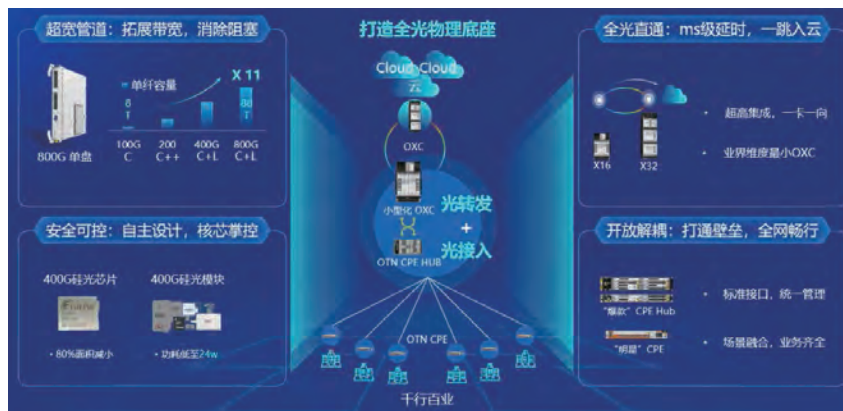 超宽管道：拓展带宽，消除阻塞
800G 单盘
单纤容量
X 11
8
T
88
T
100G
C
200
C++
400G
C+L
800G
C+L
安全可控：自主设计，核芯掌控
400G硅光芯片
400G硅光模块
• 80%面积减小
• 功耗低至24w
打造全光物理底座
Cloud Cloud
云
OXC
小型化 OXC
光转发
+
光接入
OTN CPE HUB
OTN CPE
千行百业
全光直通：ms级延时，一跳入云
X16
X32
• 超高集成，一卡一向
• 业界维度最小OXC
开放解耦：打通壁垒，全网畅行
“爆款” CPE Hub
“明星” CPE
• 标准接口，统一管理
• 场景融合，业务齐全